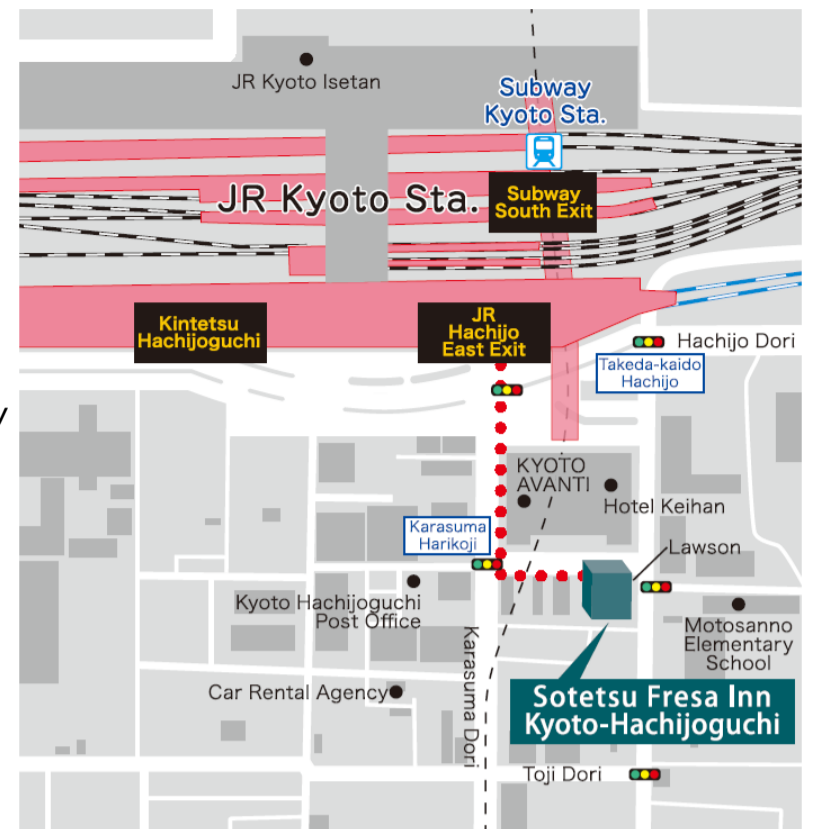 JR Kyoto Isetan
Subway
Kyoto Sta.
JR Kyoto Sta.
Subway
South Exit
Kintetsu
Hachijoguchi
JR
Hachijo
East Exit
Hachijo Dori
Takeda-kaido
Hachijo
y
KYOTO
AVANTI
Hotel Keihan
Karasuma
Harikoji
Lawson
Kyoto Hachijoguchi
Post Office
Motosanno
Elementary
School
Karasuma Dori
Car Rental Agency
Sotetsu Fresa Inn
Kyoto-Hachijoguchi
Toji Dori